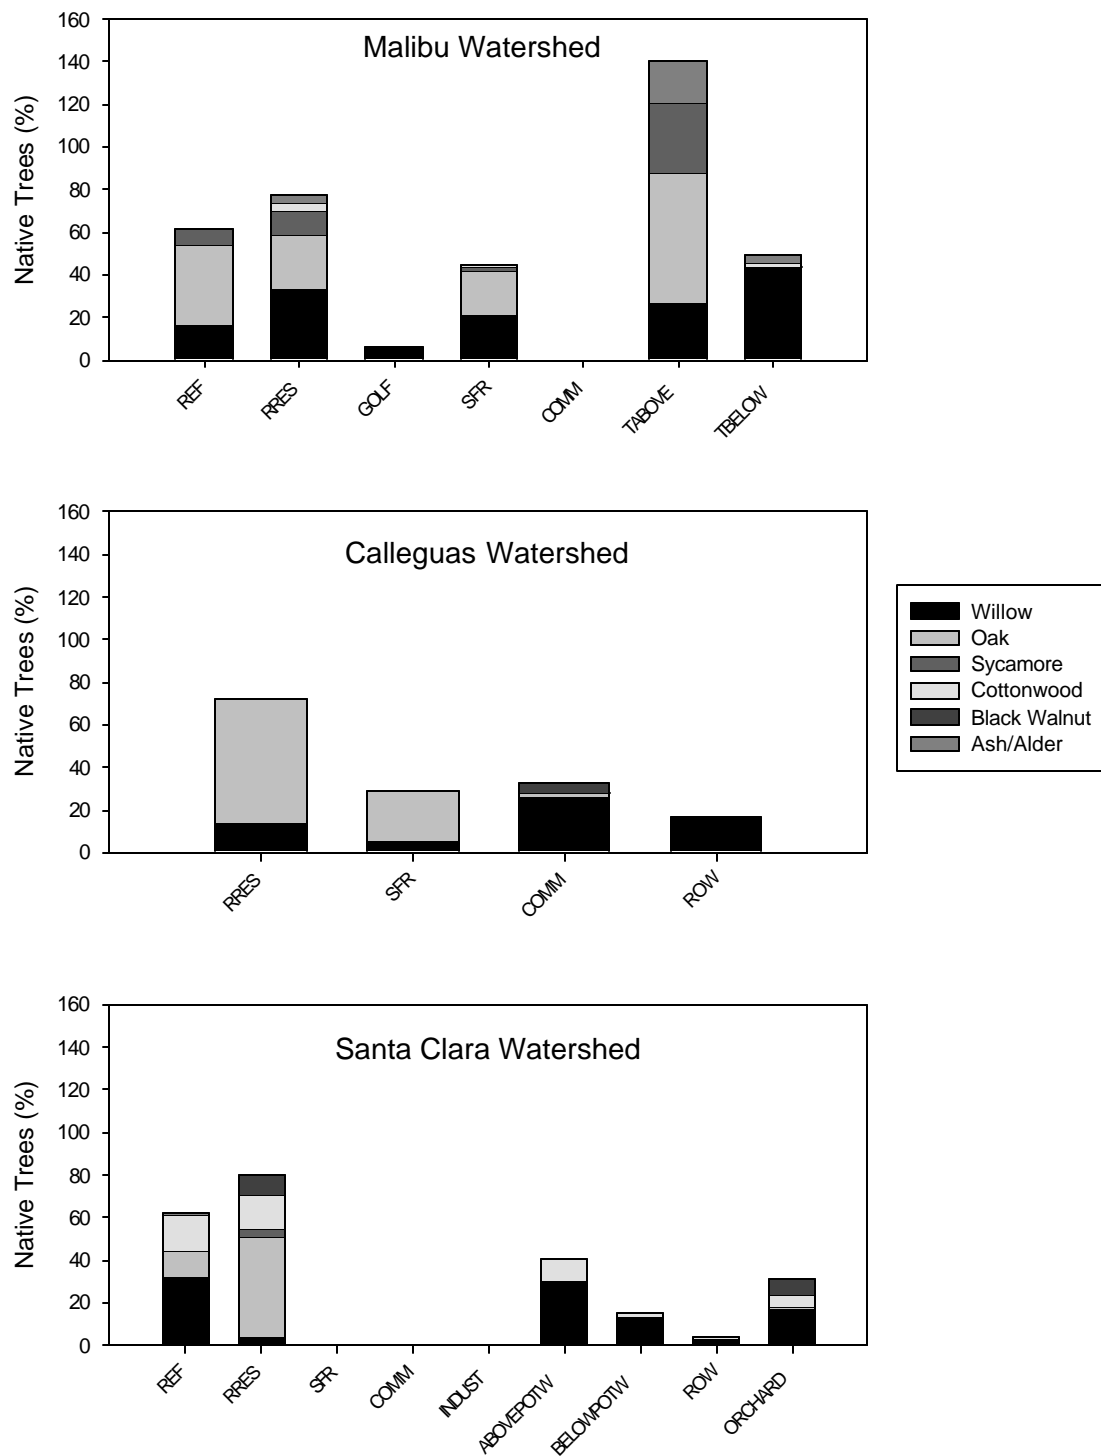 Malibu Watershed
Native Trees (%)
160
140
120
100
80
60
40
20
0
REF
RRES
GOLF
SFR
COMM
TABOVE
TBELOW
Calleguas Watershed
Native Trees (%)
160
140
120
100
80
60
40
20
0
RRES
SFR
COMM
ROW
Willow
Oak
Sycamore
Cottonwood
Black Walnut
Ash/Alder
Santa Clara Watershed
Native Trees (%)
160
140
120
100
80
60
40
20
0
REF
RRES
SFR
COMM
INDUST
ABOVEPOTW
BELOWPOTW
ROW
ORCHARD